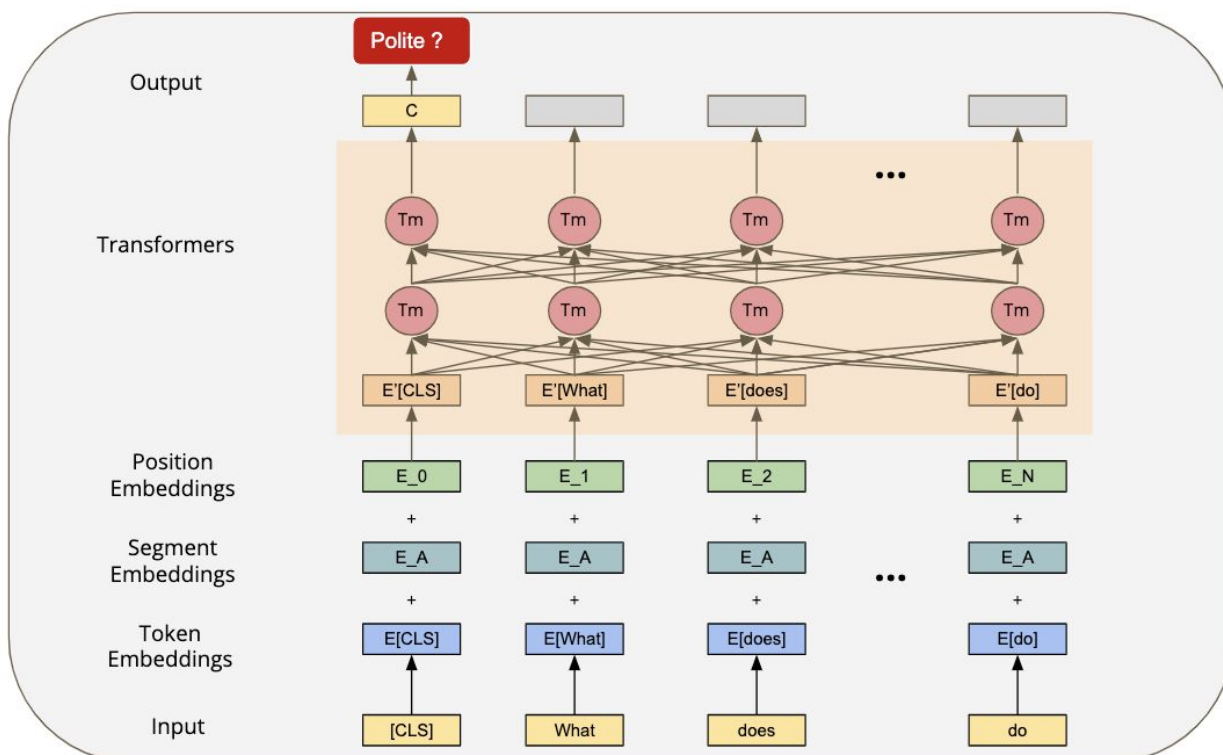 Polite ?
Output
C
•••
Tm Tm Tm Tm
Transformers
Tm Tm Tm Tm
E'[CLS] E'[What] E'[does] E'[do]
Position
Embeddings
E_0 E_1 E_2 E_N
+ + + +
Segment
Embeddings
E_A E_A E_A E_A
•••
+ + + +
Token
Embeddings
E[CLS] E[What] E[does] E[do]
Input
[CLS] What does do